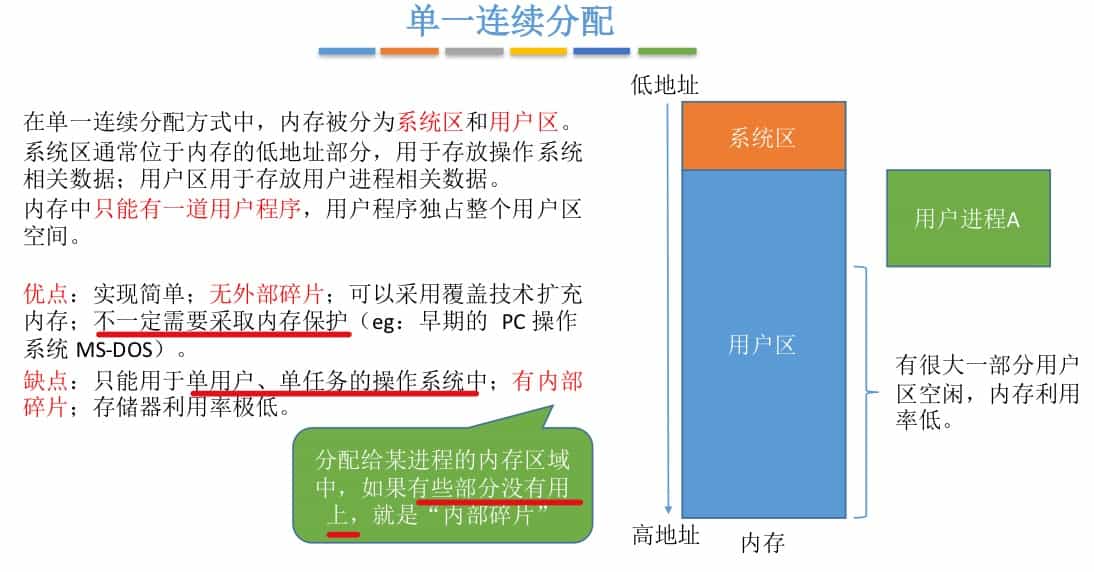 单一连续分配
在单一连续分配方式中，内存被分为系统区和用户区。
系统区通常位于内存的低地址部分，用于存放操作系统
相关数据；用户区用于存放用户进程相关数据。
内存中只能有一道用户程序，用户程序独占整个用户区
空间。
优点：实现简单；无外部碎片；可以采用覆盖技术扩充
内存；不一定需要采取内存保护（eg：早期的 PC 操作
系统 MS-DOS）。
缺点：只能用于单用户、单任务的操作系统中；有内部
碎片；存储器利用率极低。
分配给某进程的内存区域
中，如果有些部分没有用
上，就是“内部碎片”
低地址
系统区
用户区
高地址
内存
用户进程A
有很大一部分用户
区空闲，内存利用
率低。